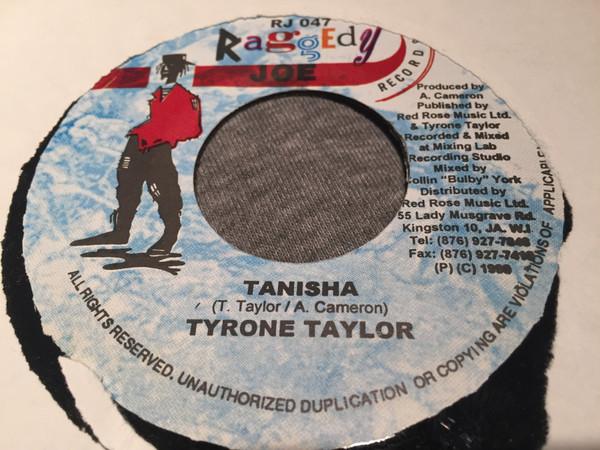 RJ 047
RaggEdy
JOE
RECORD
Produced by
A. Cameron
Published by
Red Rose Music Ltd.
& Tyrone Taylor
Recorded & Mixed
at Mixing Lab
Recording Studio
Mixed by
Collin "Bulby" York
Distributed by
Red Rose Music Ltd.
55 Lady Musgrave Rd.
Kingston 10, JA. W.I
Tel: (876)
Fax: (876)
(P) (C)
TANISHA
(T. Taylor / A. Cameron)
TYRONE TAYLOR
ALL RIGHTS RESERVED. UNAUTHORIZED DUPLICATION OR COPYING ARE VIOLATIONS OF APPLICABLE